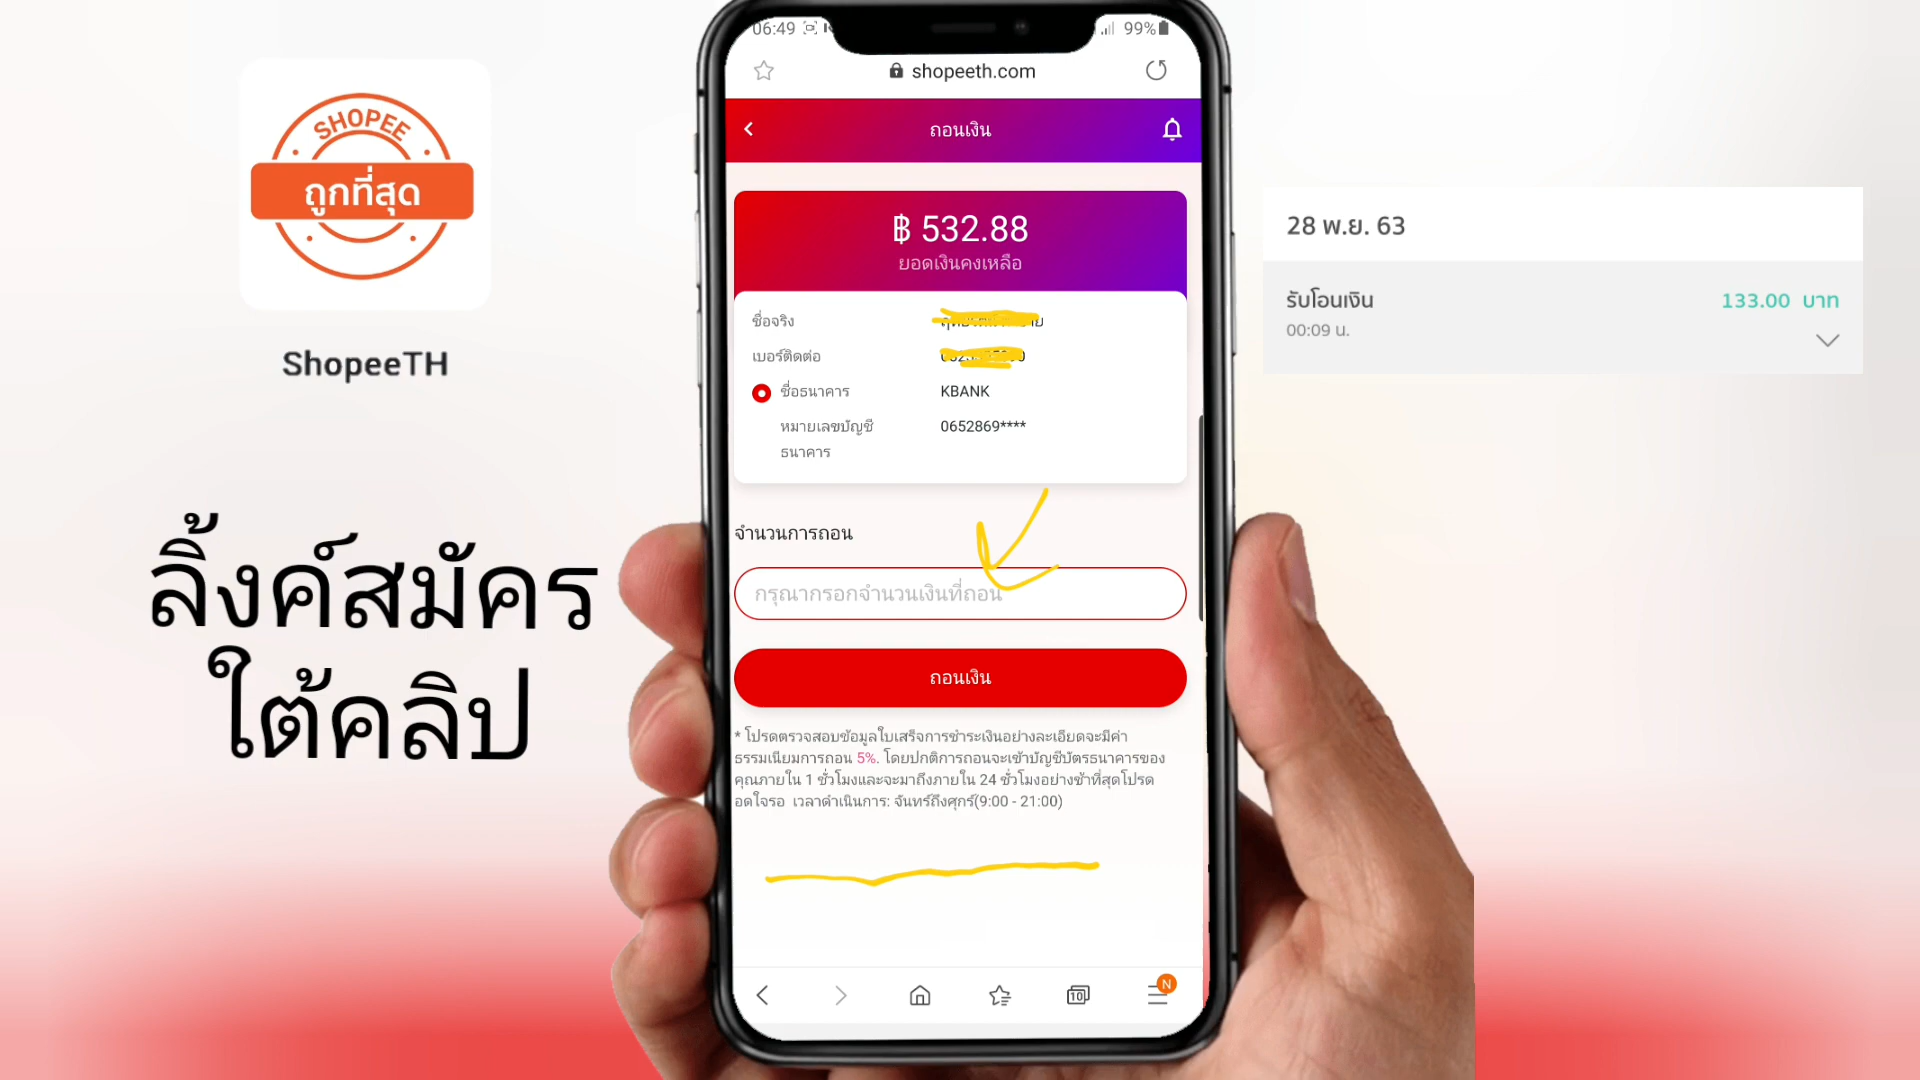 SHOPEE
ถูกที่สุด
ShopeeTH
ลิ้งค์สมัคร
ใต้คลิป
06:49
99%
shopeeth.com
ถอนเงิน
฿ 532.88
ยอดเงินคงเหลือ
ชื่อจริง
เบอร์ติดต่อ
ชื่อธนาคาร KBANK
หมายเลขบัญชี 0652869****
ธนาคาร
จำนวนการถอน
กรุณากรอกจำนวนเงินที่ถอน
ถอนเงิน
* โปรดตรวจสอบข้อมูลใบเสร็จการชำระเงินอย่างละเอียดจะมีค่า
ธรรมเนียมการถอน 5%. โดยปกติการถอนจะเข้าบัญชีบัตรธนาคารของ
คุณภายใน 1 ชั่วโมงและจะมาถึงภายใน 24 ชั่วโมงอย่างช้าที่สุดโปรด
อดใจรอ เวลาดำเนินการ: จันทร์ถึงศุกร์(9:00 - 21:00)
10
N
28 พ.ย. 63
รับโอนเงิน 133.00 บาท
00:09 น.